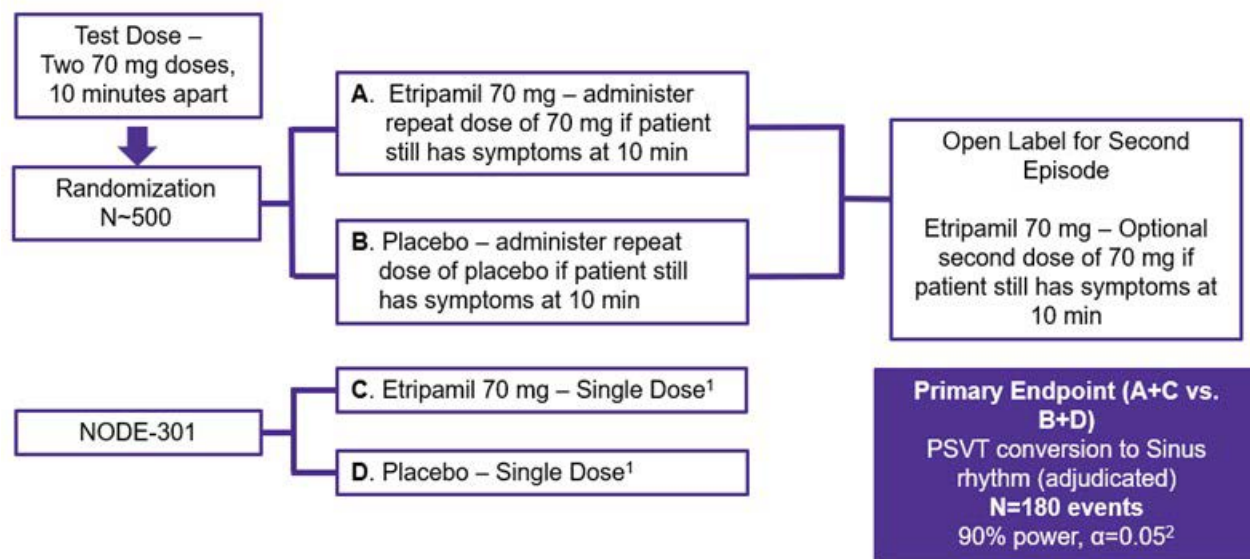 Test Dose –
Two 70 mg doses,
10 minutes apart
Randomization
N~500
A. Etripamil 70 mg – administer
repeat dose of 70 mg if patient
still has symptoms at 10 min
B. Placebo – administer repeat
dose of placebo if patient still
has symptoms at 10 min
Open Label for Second
Episode
Etripamil 70 mg – Optional
second dose of 70 mg if
patient still has symptoms at
10 min
NODE-301
C. Etripamil 70 mg – Single Dose¹
D. Placebo – Single Dose¹
Primary Endpoint (A+C vs.
B+D)
PSVT conversion to Sinus
rhythm (adjudicated)
N=180 events
90% power, α=0.05²